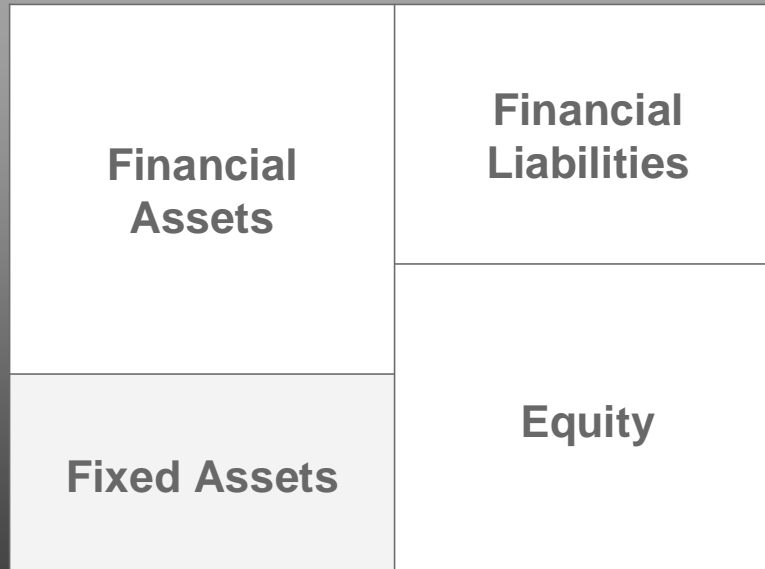 Financial
Assets
Financial
Liabilities
Fixed Assets
Equity